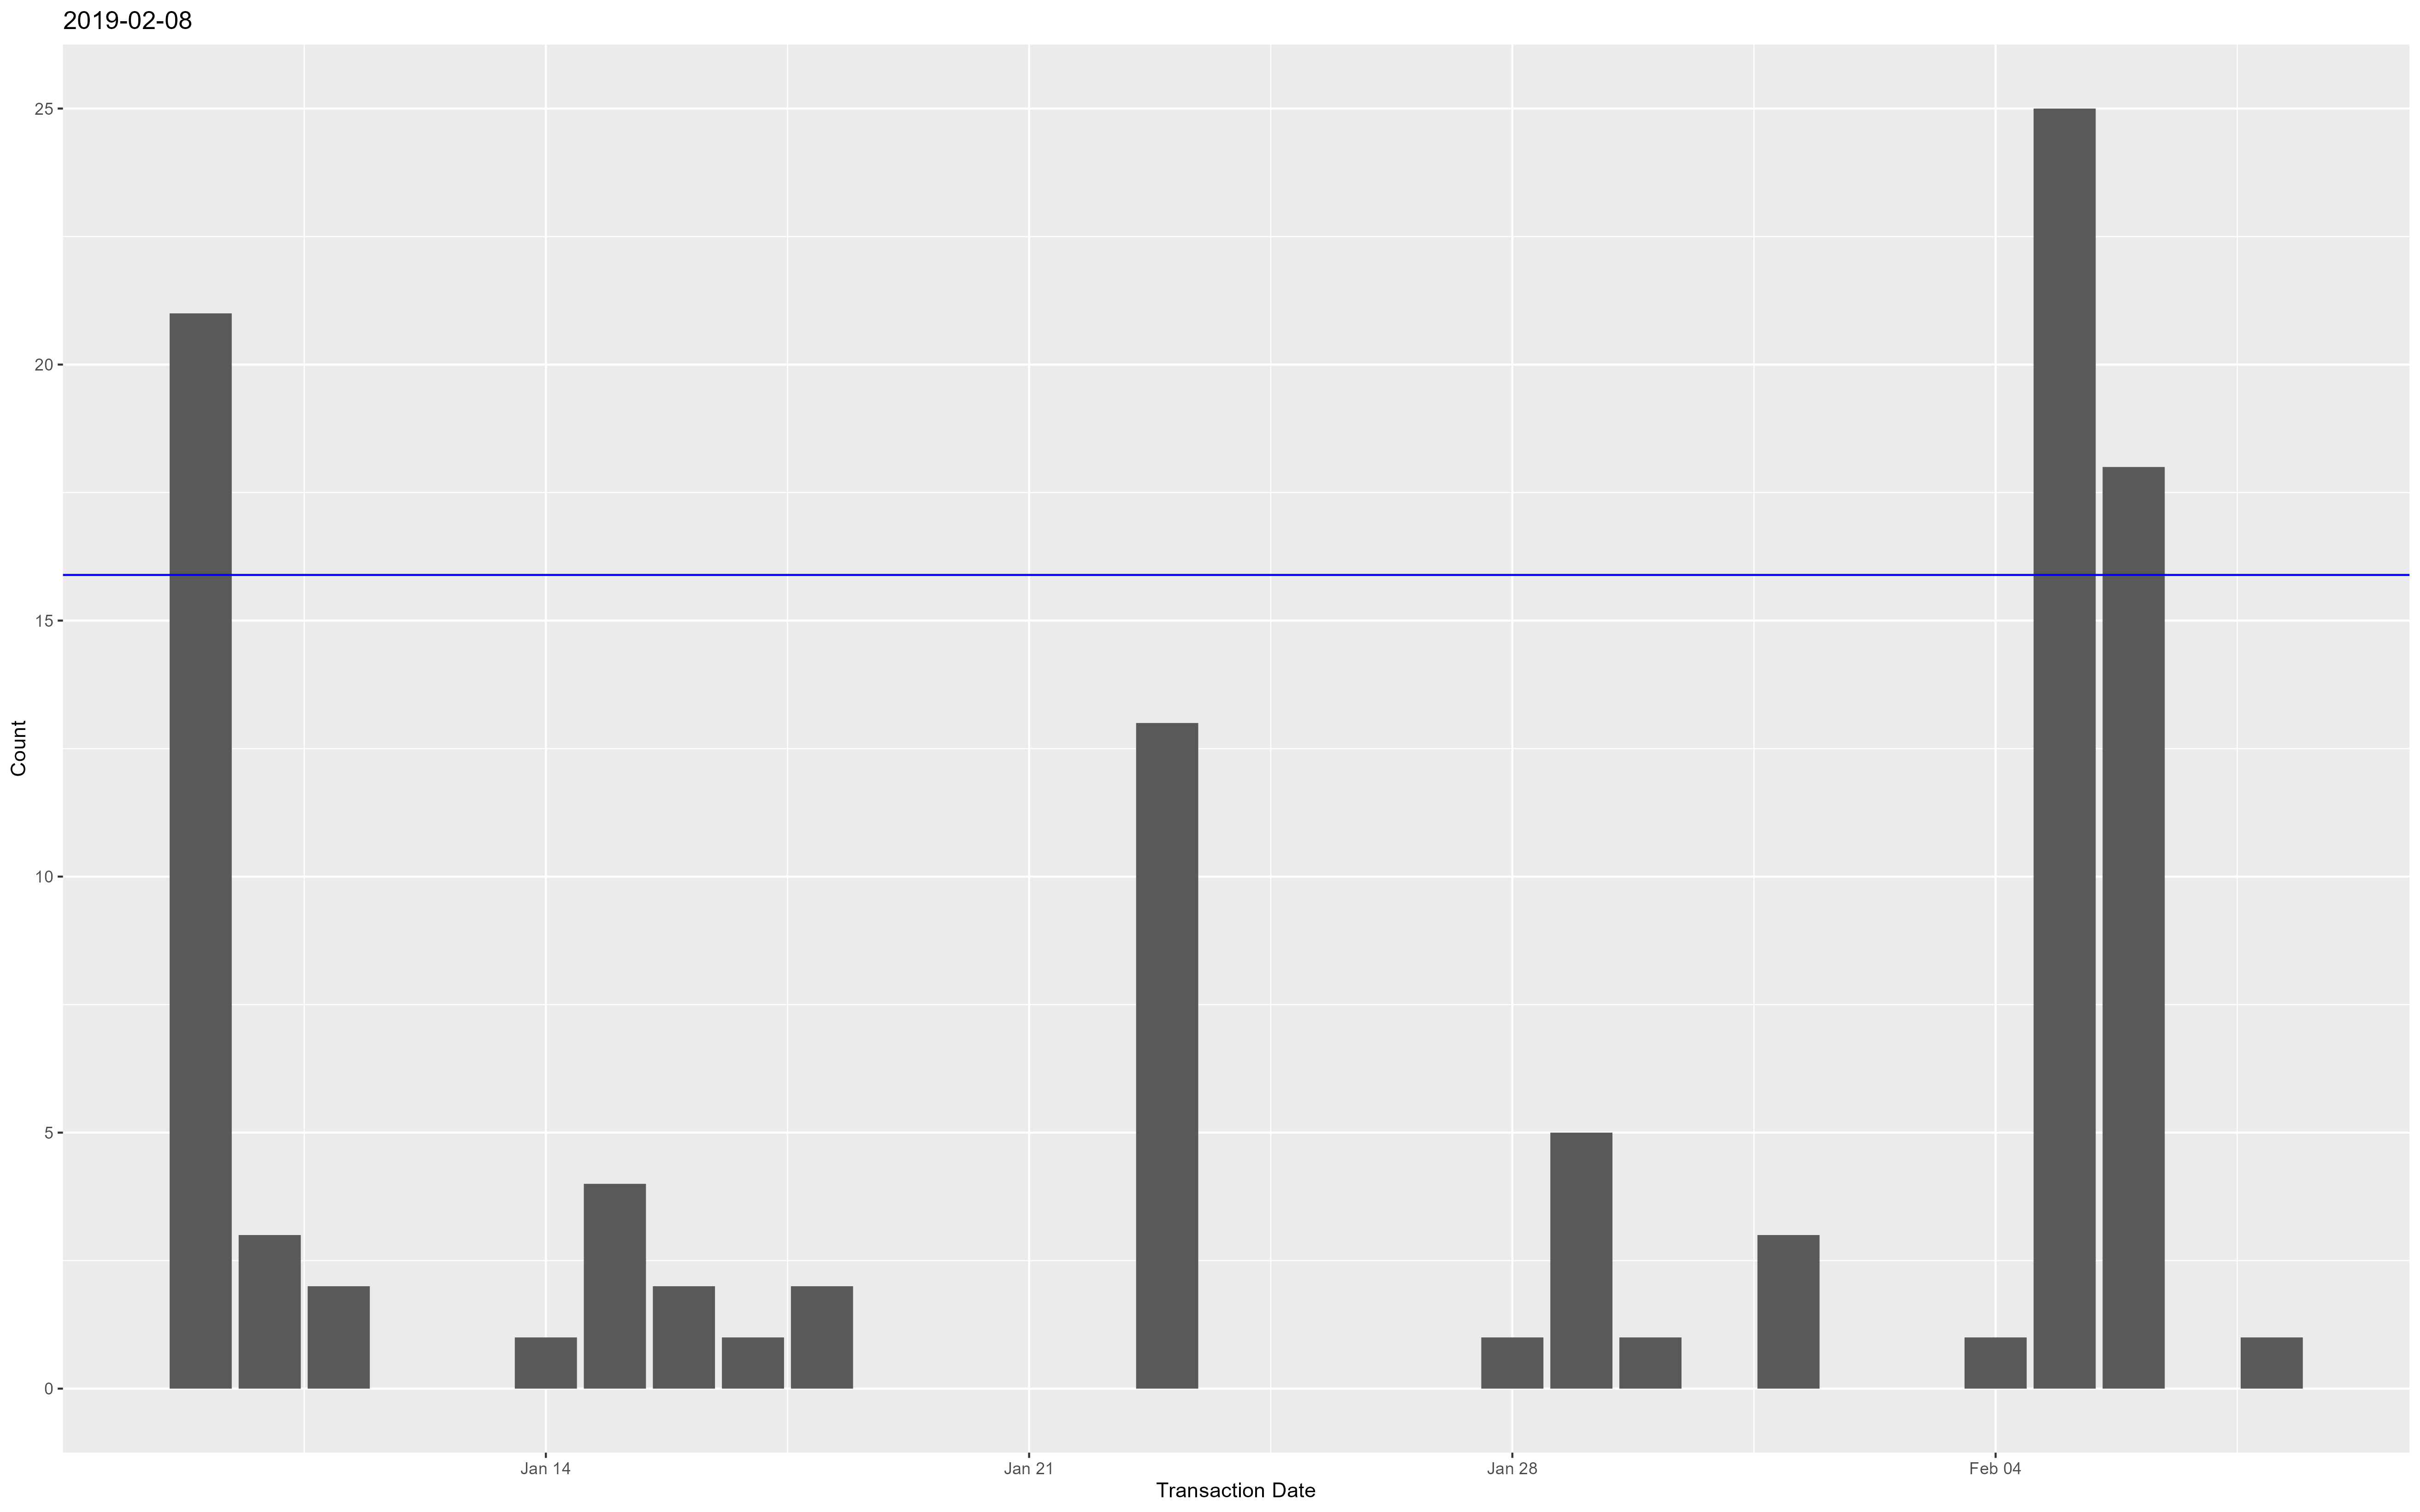 2019-02-08
25
20
15
10
5
0
Count
Jan 14
Jan 21
Jan 28
Feb 04
Transaction Date